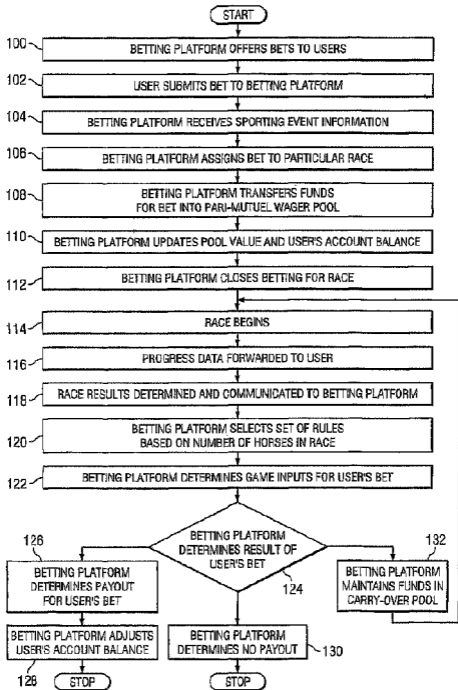 START
100
BETTING PLATFORM OFFERS BETS TO USERS
102
USER SUBMITS BET TO BETTING PLATFORM
104
BETTING PLATFORM RECEIVES SPORTING EVENT INFORMATION
106
BETTING PLATFORM ASSIGNS BET TO PARTICULAR RACE
108
BETTING PLATFORM TRANSFERS FUNDS
FOR BET INTO PARI-MUTUEL WAGER POOL
110
BETTING PLATFORM UPDATES POOL VALUE AND USER'S ACCOUNT BALANCE
112
BETTING PLATFORM CLOSES BETTING FOR RACE
114
RACE BEGINS
116
PROGRESS DATA FORWARDED TO USER
118
RACE RESULTS DETERMINED AND COMMUNICATED TO BETTING PLATFORM
120
BETTING PLATFORM SELECTS SET OF RULES
BASED ON NUMBER OF HORSES IN RACE
122
BETTING PLATFORM DETERMINES GAME INPUTS FOR USER'S BET
BETTING PLATFORM
DETERMINES RESULT OF
USER'S BET
124
126
BETTING PLATFORM
DETERMINES PAYOUT
FOR USER'S BET
132
BETTING PLATFORM
MAINTAINS FUNDS IN
CARRY-OVER POOL
BETTING PLATFORM ADJUSTS
USER'S ACCOUNT BALANCE
128
BETTING PLATFORM
DETERMINES NO PAYOUT
130
STOP
STOP